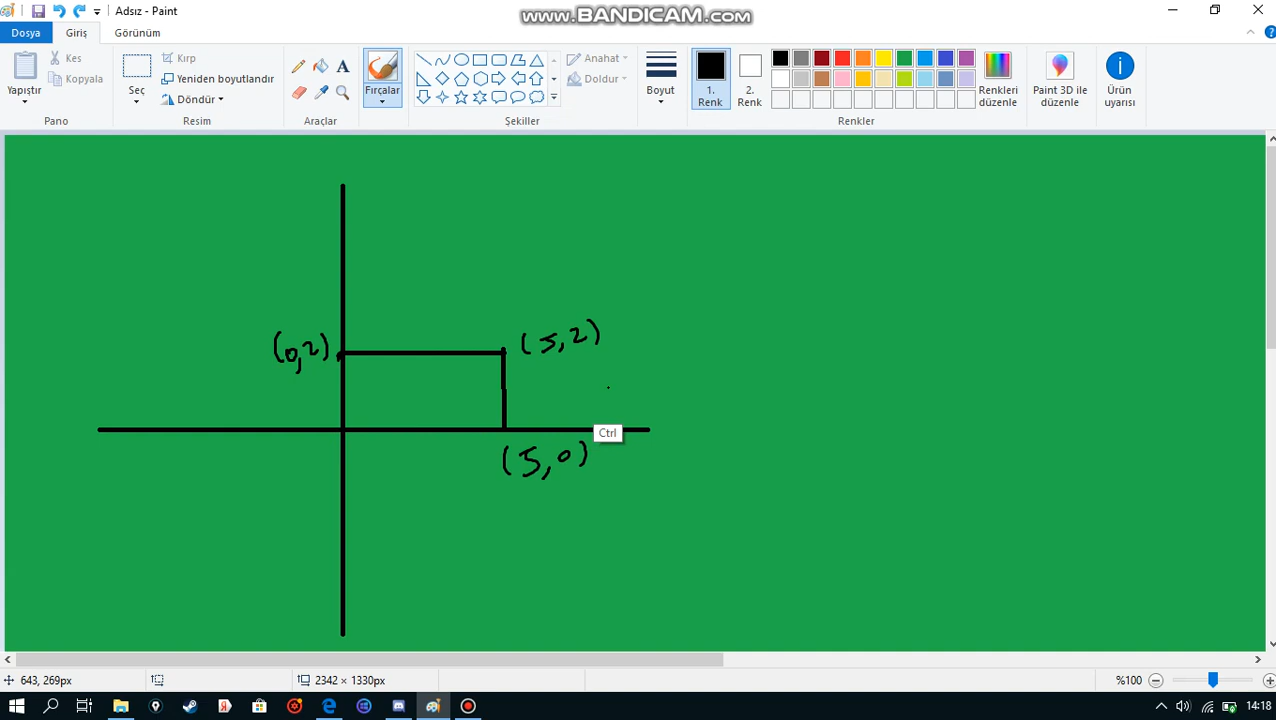 Adsız - Paint
www.BANDICAM.com
Dosya
Giriş
Görünüm
Yapıştır
Kes
Kopyala
Pano
Seç
Kırp
Yeniden boyutlandır
Döndür
Resim
A
Araçlar
Fırçalar
Anahat
Doldur
Şekiller
Boyut
1.
Renk
2.
Renk
Renkleri
düzenle
Renkler
Paint 3D ile
düzenle
Ürün
uyarısı
(0,2)
(5,2)
Ctrl
(5,0)
643, 269px
2342 × 1330px
%100
14:18